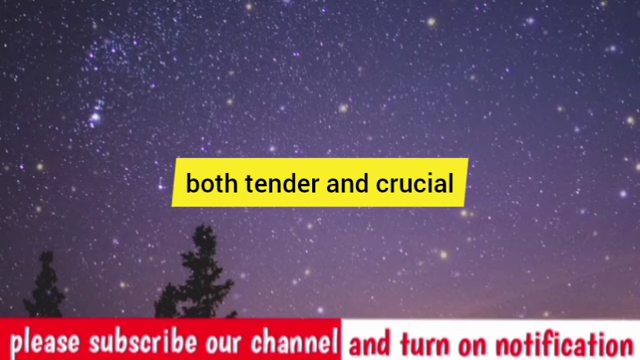 both tender and crucial
please subscribe our channel and turn on notification